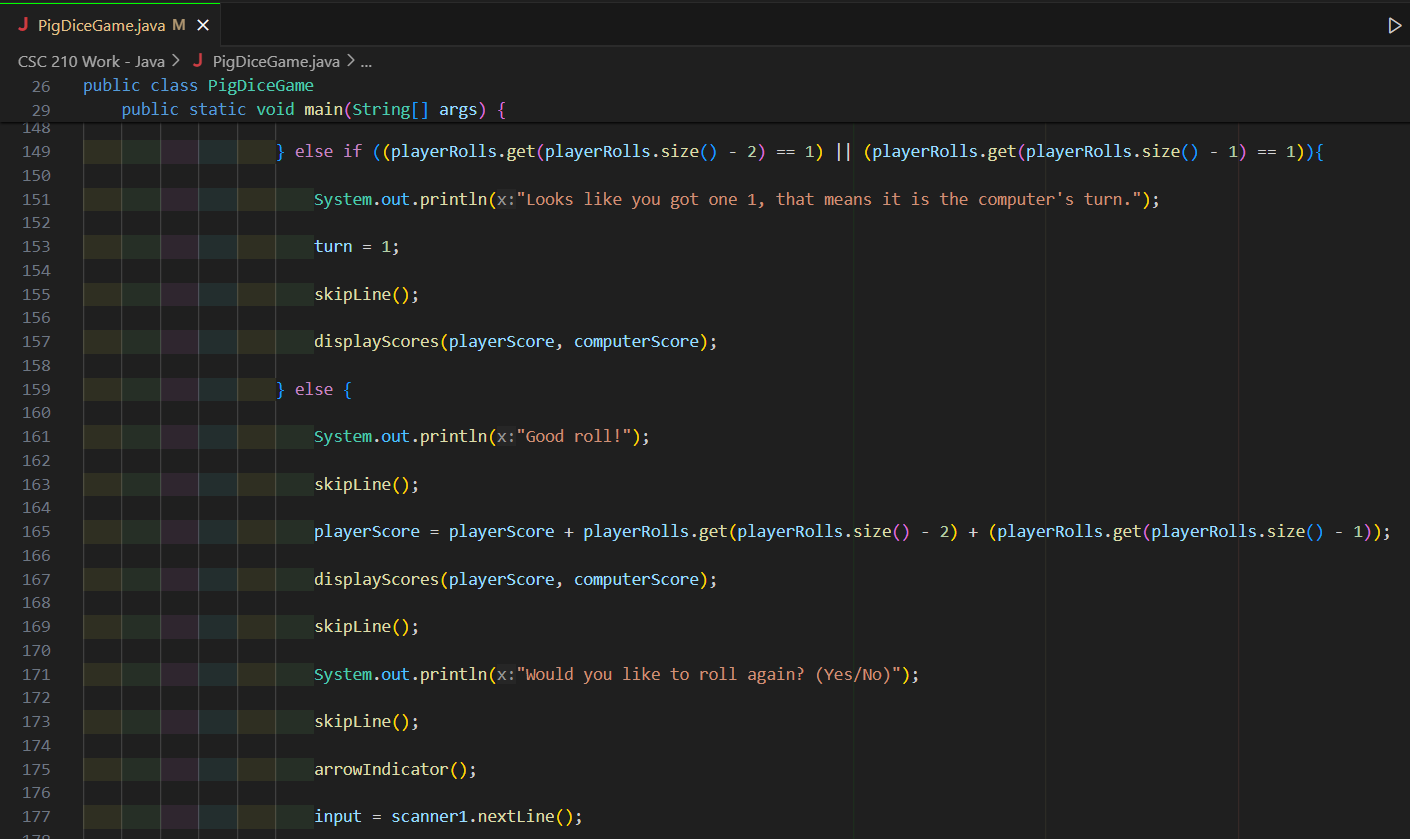 J PigDiceGame.java M ×
CSC 210 Work - Java > J PigDiceGame.java > ...
26 public class PigDiceGame
29 public static void main(String[] args) {
148
149 } else if ((playerRolls.get(playerRolls.size() - 2) == 1) || (playerRolls.get(playerRolls.size() - 1) == 1)){
150
151 System.out.println(x:"Looks like you got one 1, that means it is the computer's turn.");
152
153 turn = 1;
154
155 skipLine();
156
157 displayScores(playerScore, computerScore);
158
159 } else {
160
161 System.out.println(x:"Good roll!");
162
163 skipLine();
164
165 playerScore = playerScore + playerRolls.get(playerRolls.size() - 2) + (playerRolls.get(playerRolls.size() - 1));
166
167 displayScores(playerScore, computerScore);
168
169 skipLine();
170
171 System.out.println(x:"Would you like to roll again? (Yes/No)");
172
173 skipLine();
174
175 arrowIndicator();
176
177 input = scanner1.nextLine();
178